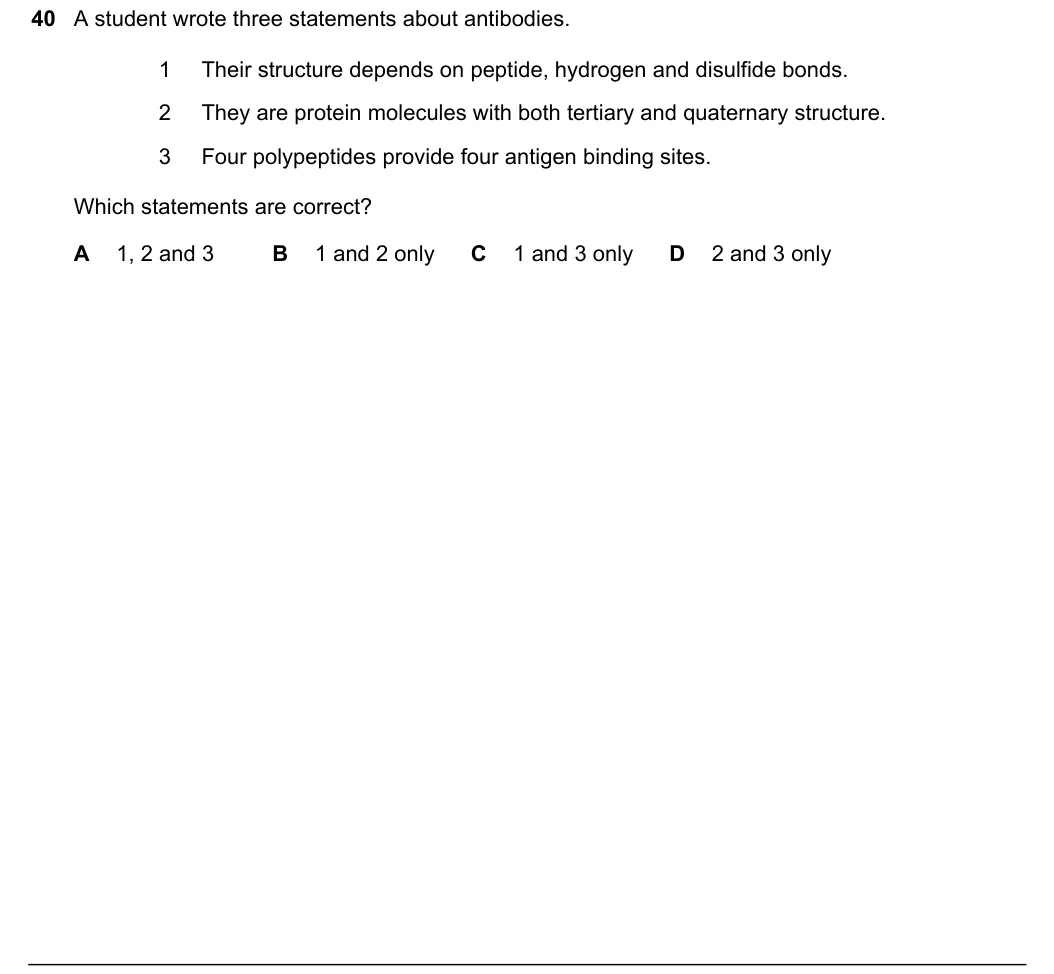 40 A student wrote three statements about antibodies.
1 Their structure depends on peptide, hydrogen and disulfide bonds.
2 They are protein molecules with both tertiary and quaternary structure.
3 Four polypeptides provide four antigen binding sites.
Which statements are correct?
A 1, 2 and 3 B 1 and 2 only C 1 and 3 only D 2 and 3 only